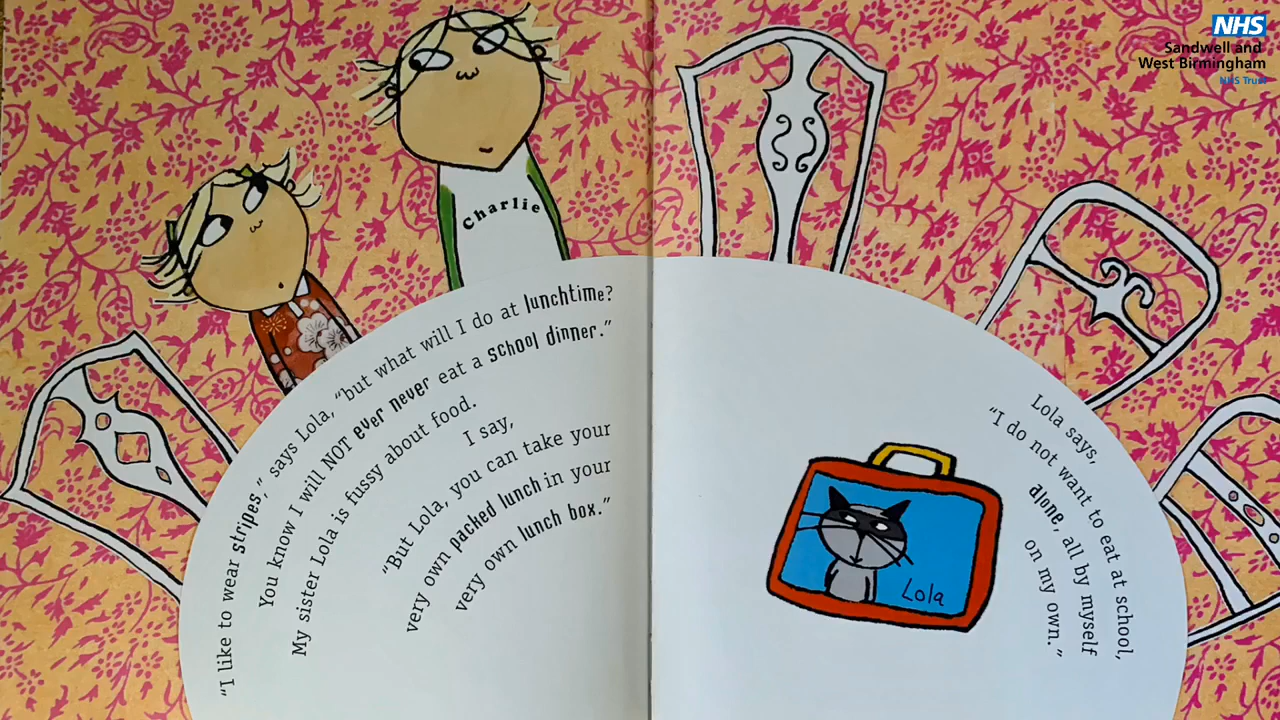 NHS
Sandwell and
West Birmingham
NHS Trust
Charlie
“I like to wear stripes,” says Lola, “but what will I do at lunchtime?
You know I will NOT ever never eat a school dinner.”
My sister Lola is fussy about food.
I say,
“But Lola, you can take your
very own packed lunch in your
very own lunch box.”
Lola
Lola says,
“I do not want to eat at school,
alone, all by myself
on my own.”